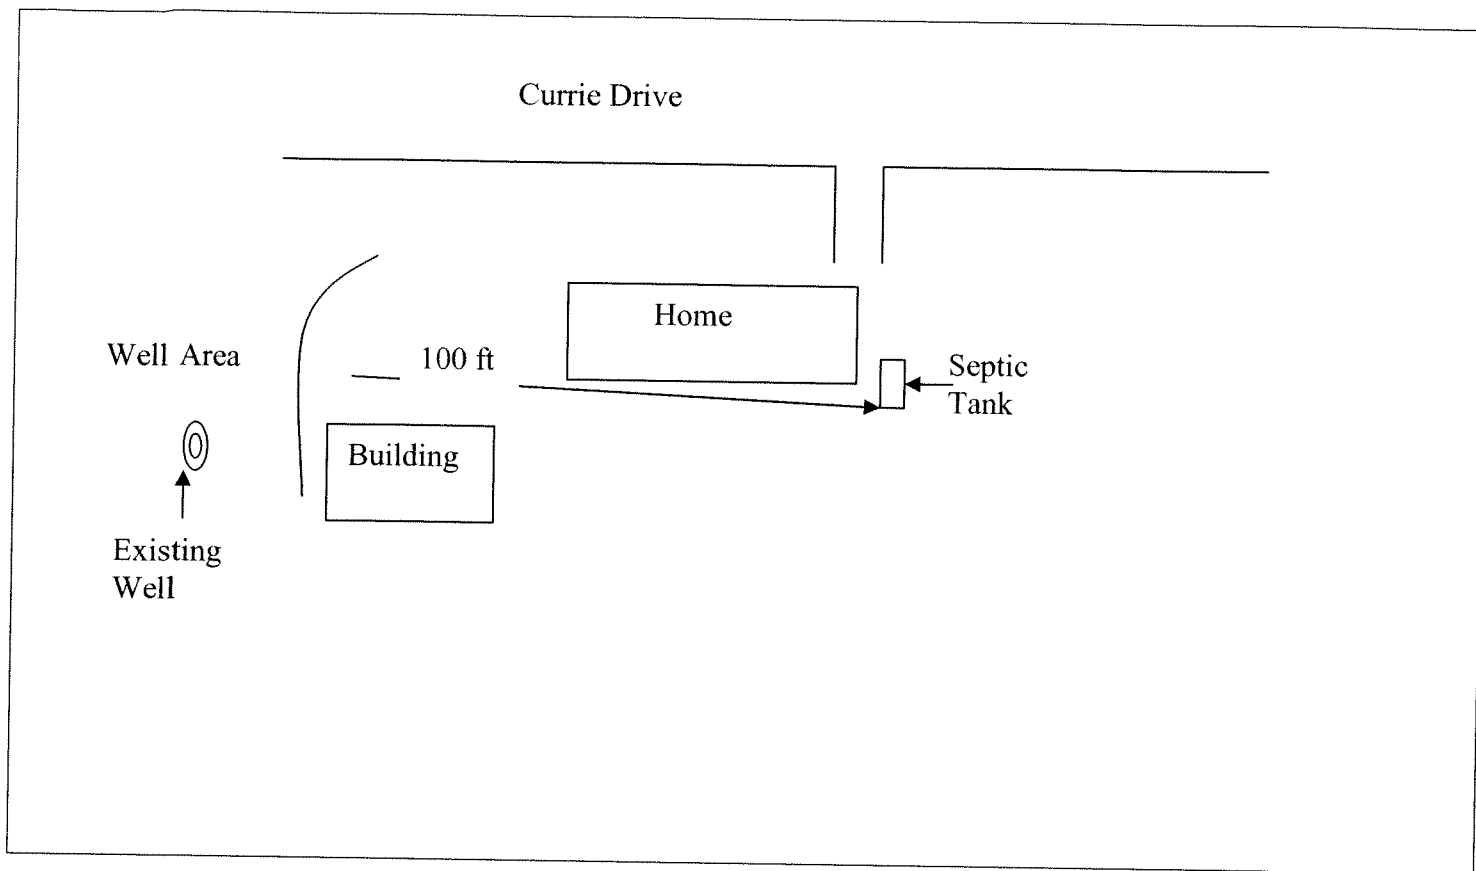 Currie Drive
Home
Well Area
100 ft
Septic
Tank
Building
Existing
Well